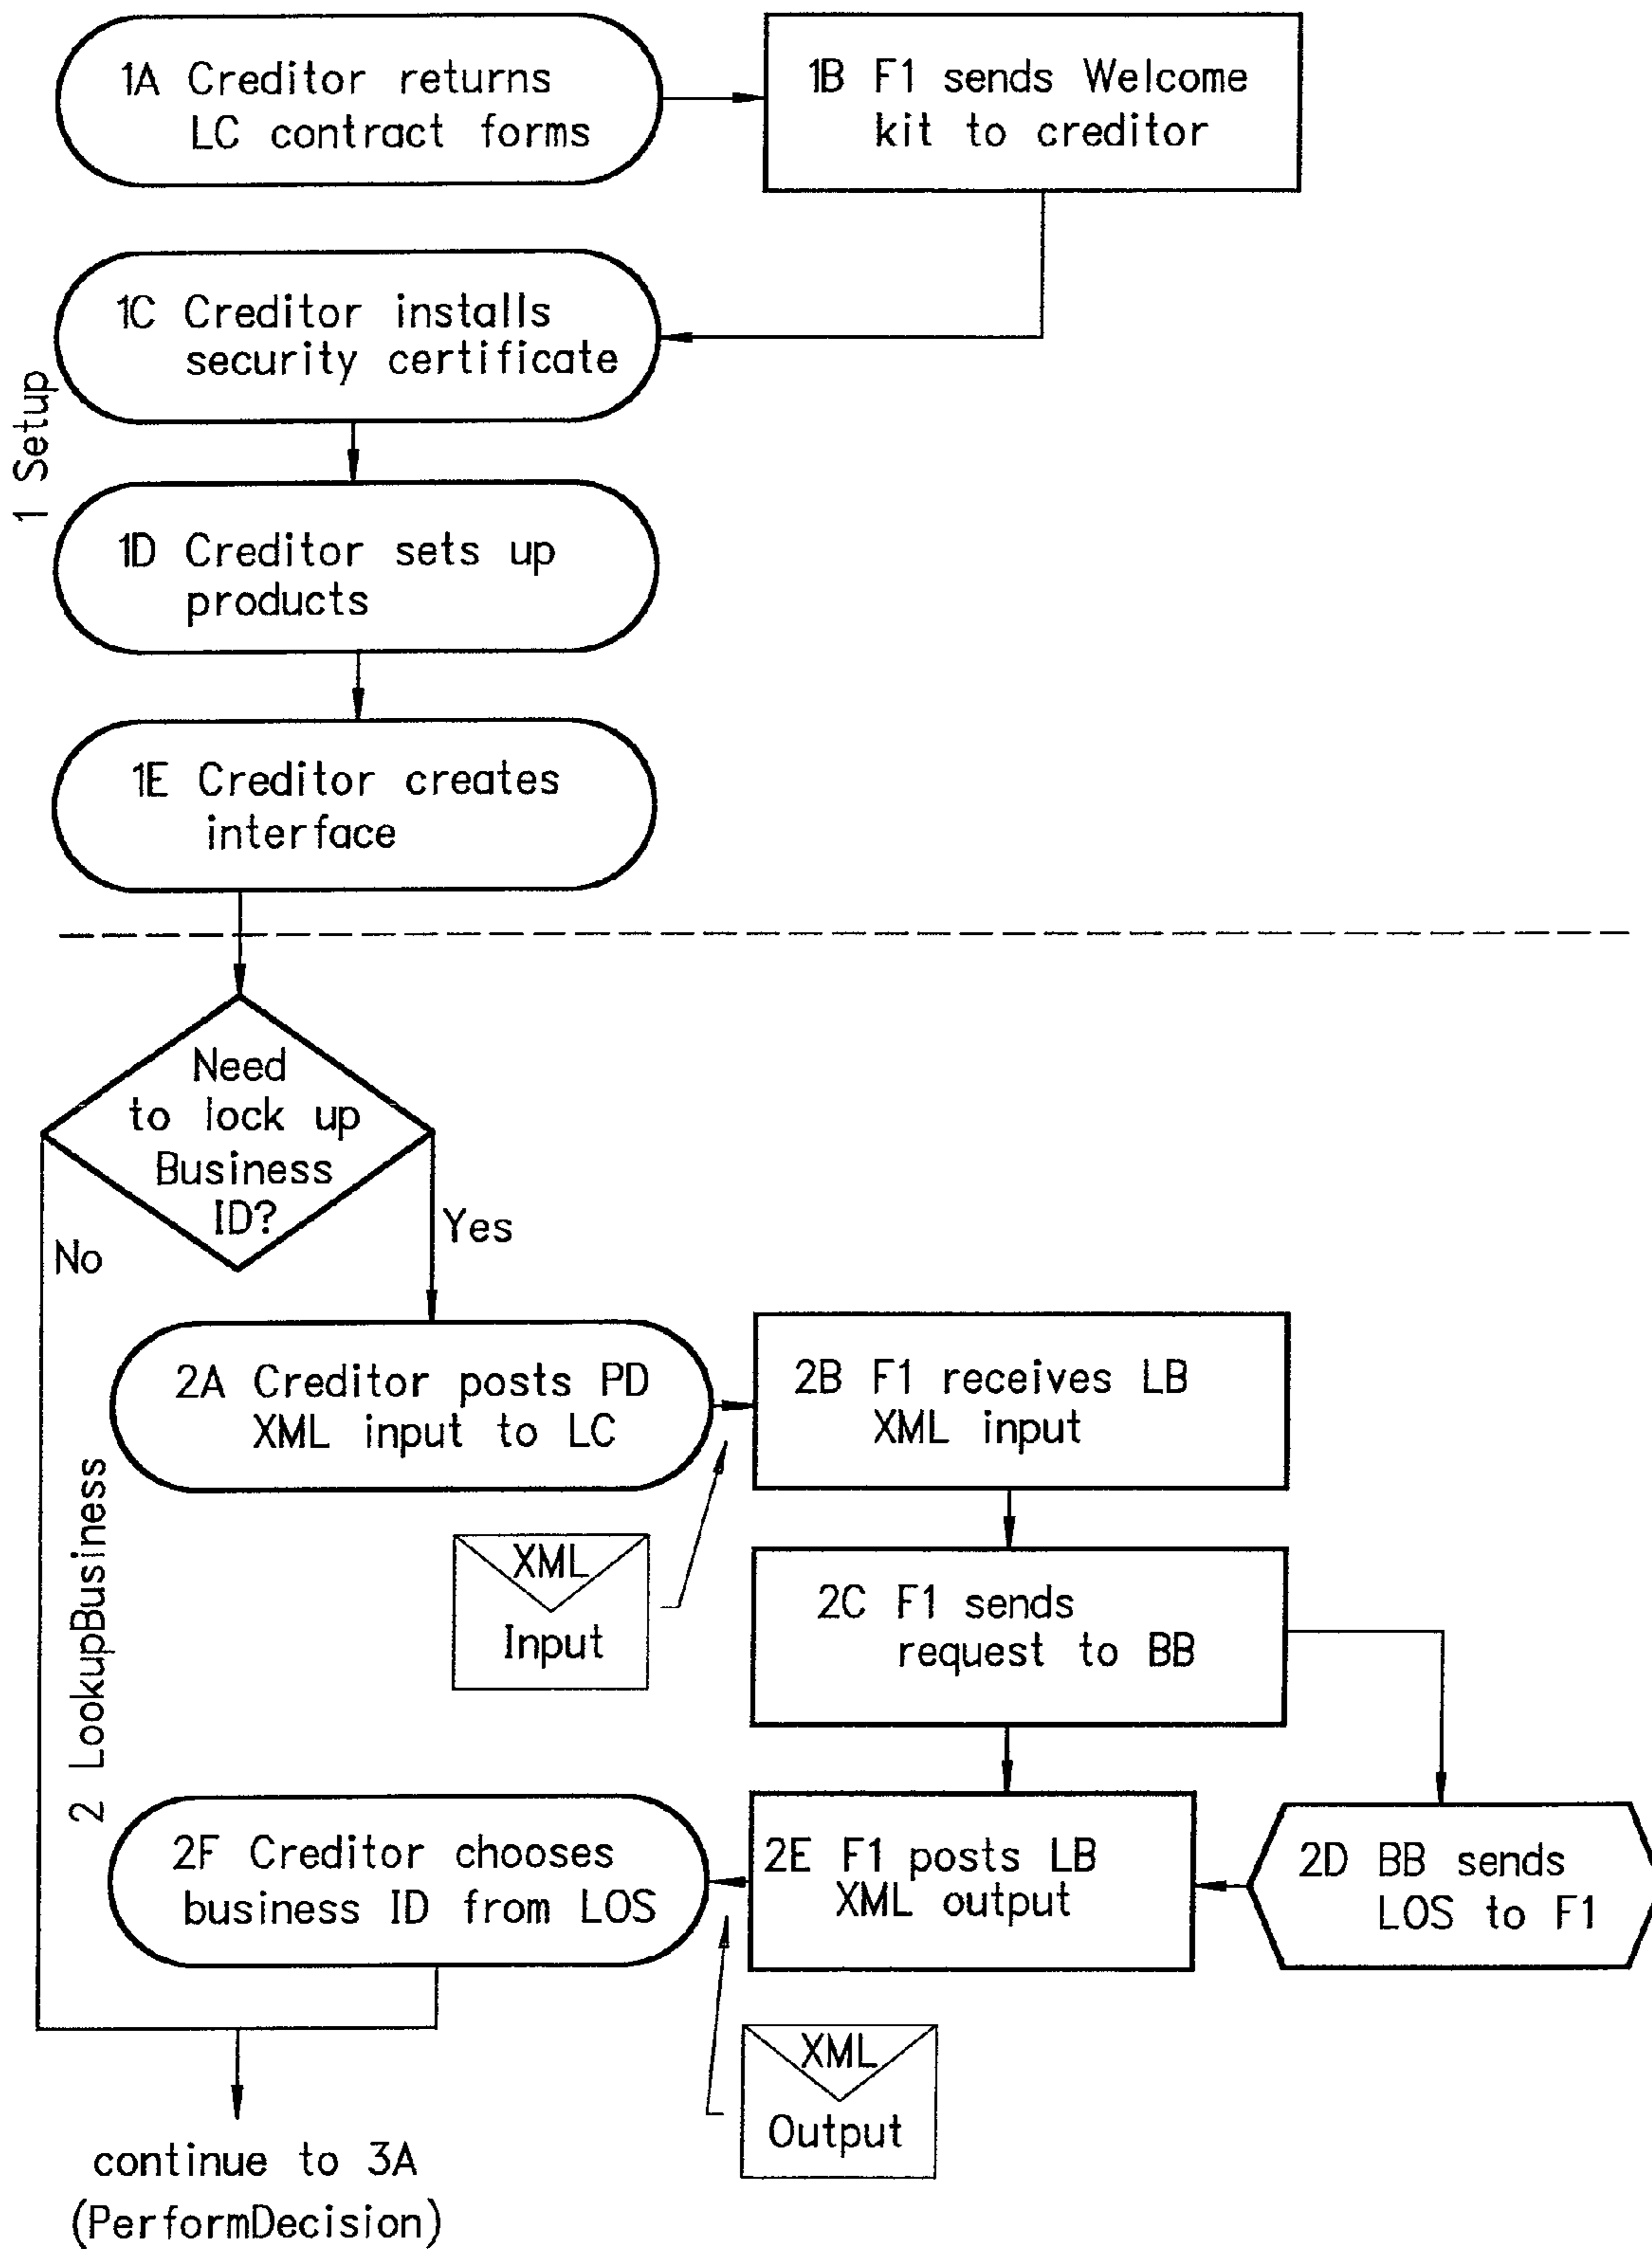 1A Creditor returns
LC contract forms
1B F1 sends Welcome
kit to creditor
1C Creditor installs
security certificate
1 Setup
1D Creditor sets up
products
1E Creditor creates
interface
Need
to lock up
Business
ID?
No
Yes
2A Creditor posts PD
XML input to LC
2B F1 receives LB
XML input
XML
Input
2C F1 sends
request to BB
2 LookupBusiness
2D BB sends
LOS to F1
2E F1 posts LB
XML output
2F Creditor chooses
business ID from LOS
XML
Output
continue to 3A
(PerformDecision)